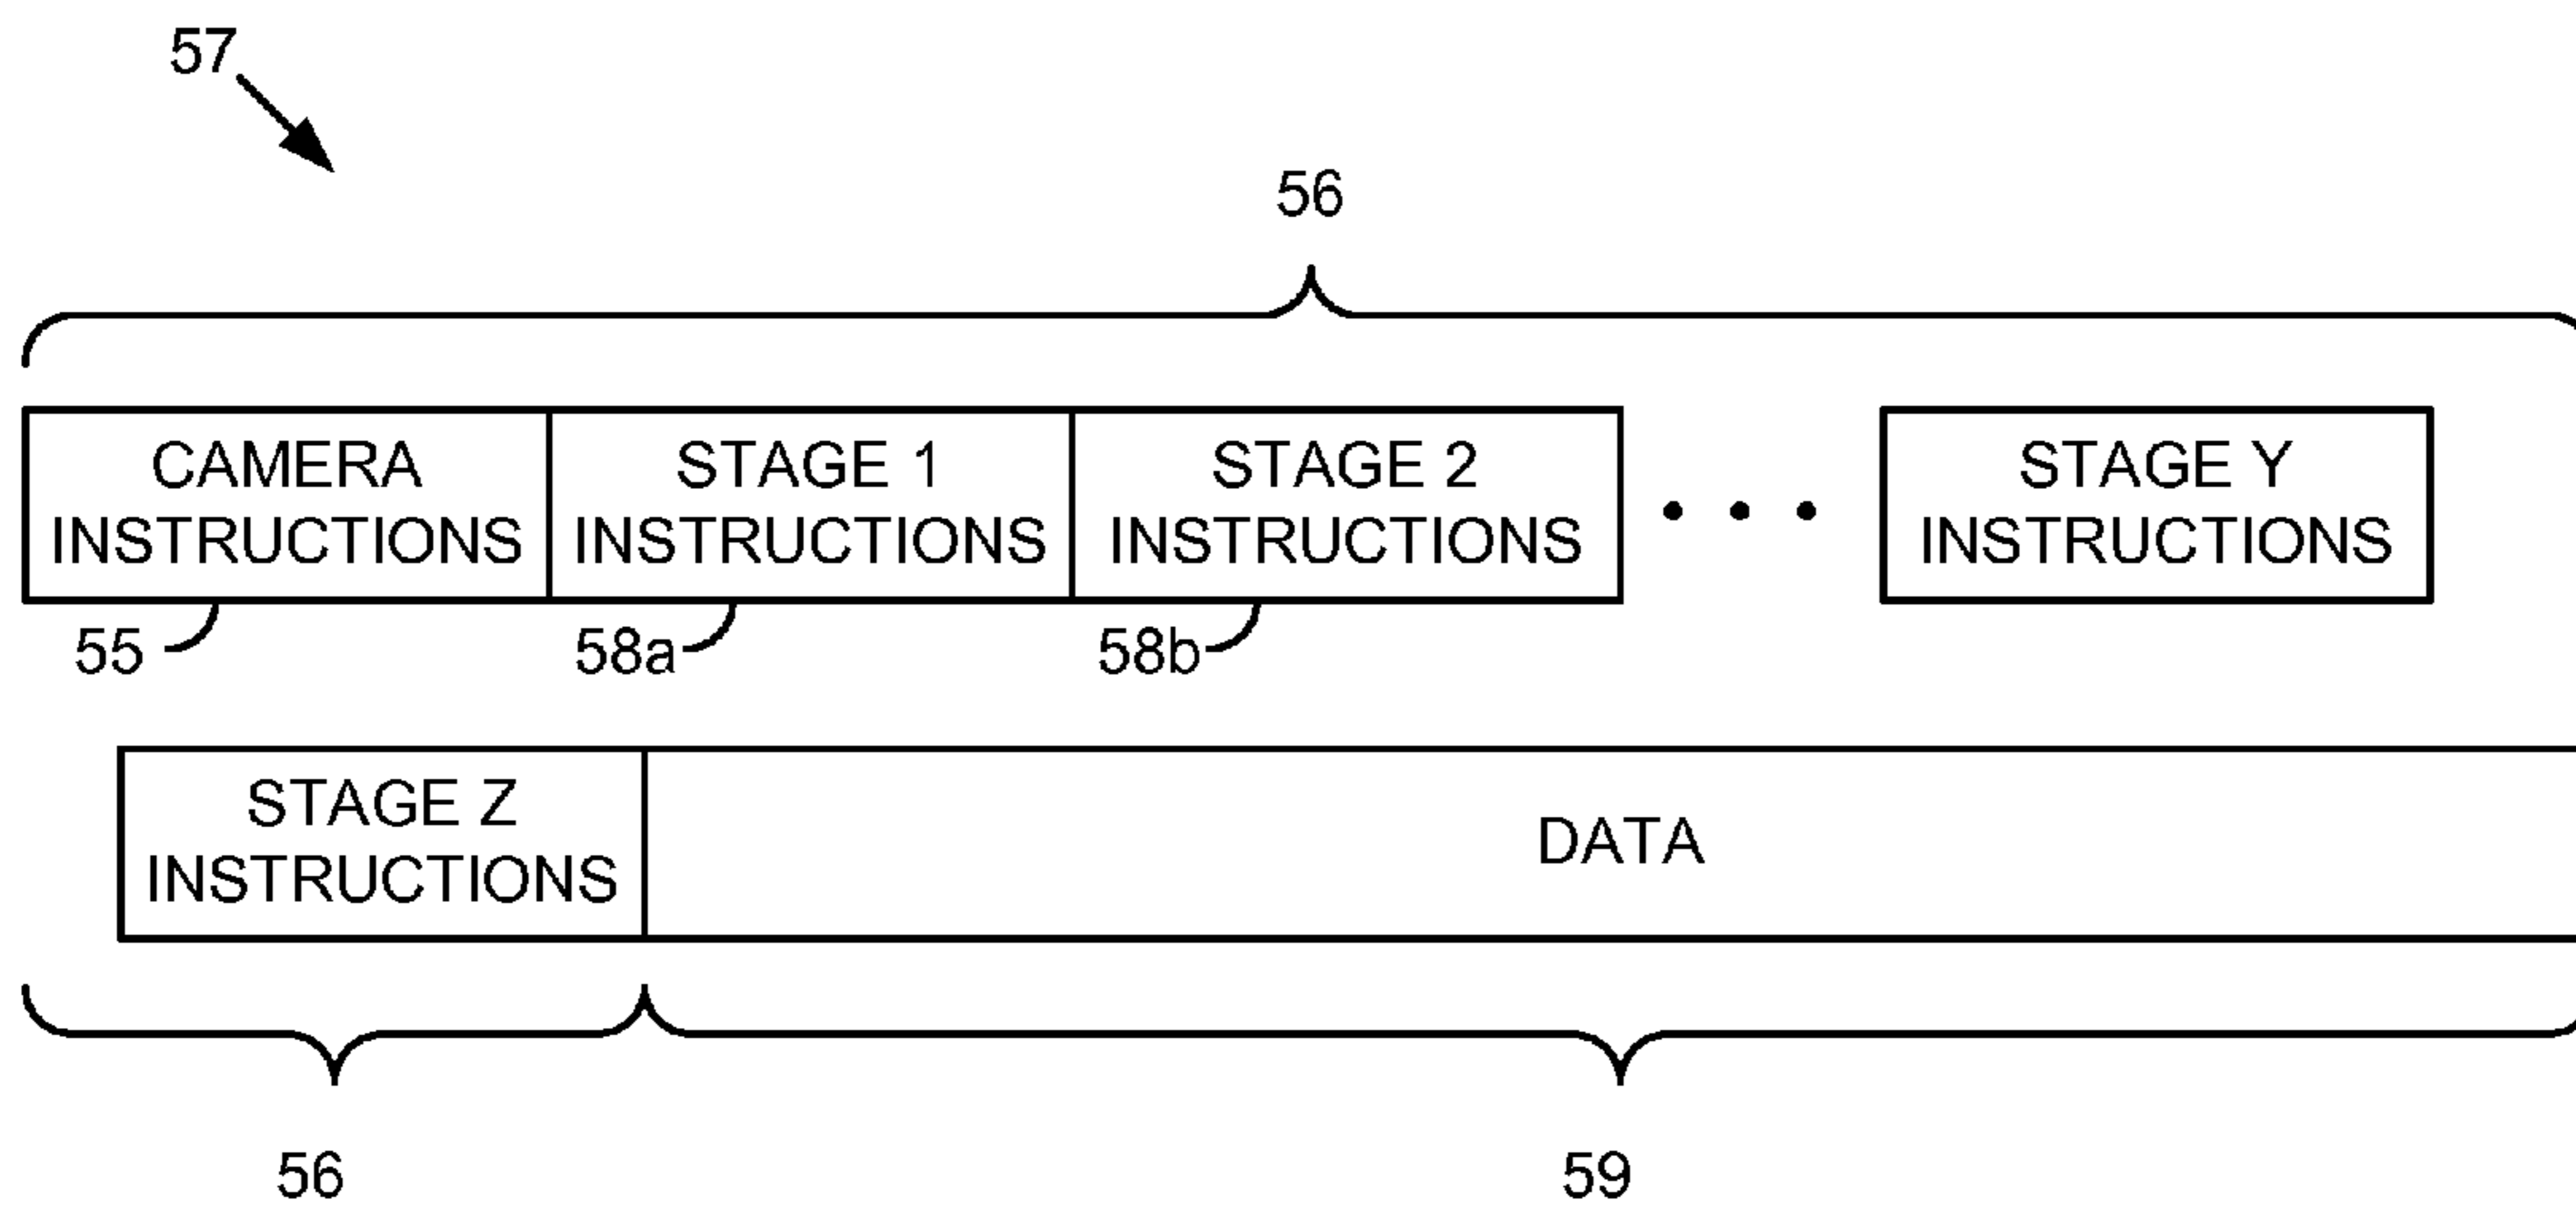 57
56
CAMERA
INSTRUCTIONS
STAGE 1
INSTRUCTIONS
STAGE 2
INSTRUCTIONS
• • •
STAGE Y
INSTRUCTIONS
55
58a
58b
STAGE Z
INSTRUCTIONS
DATA
56
59